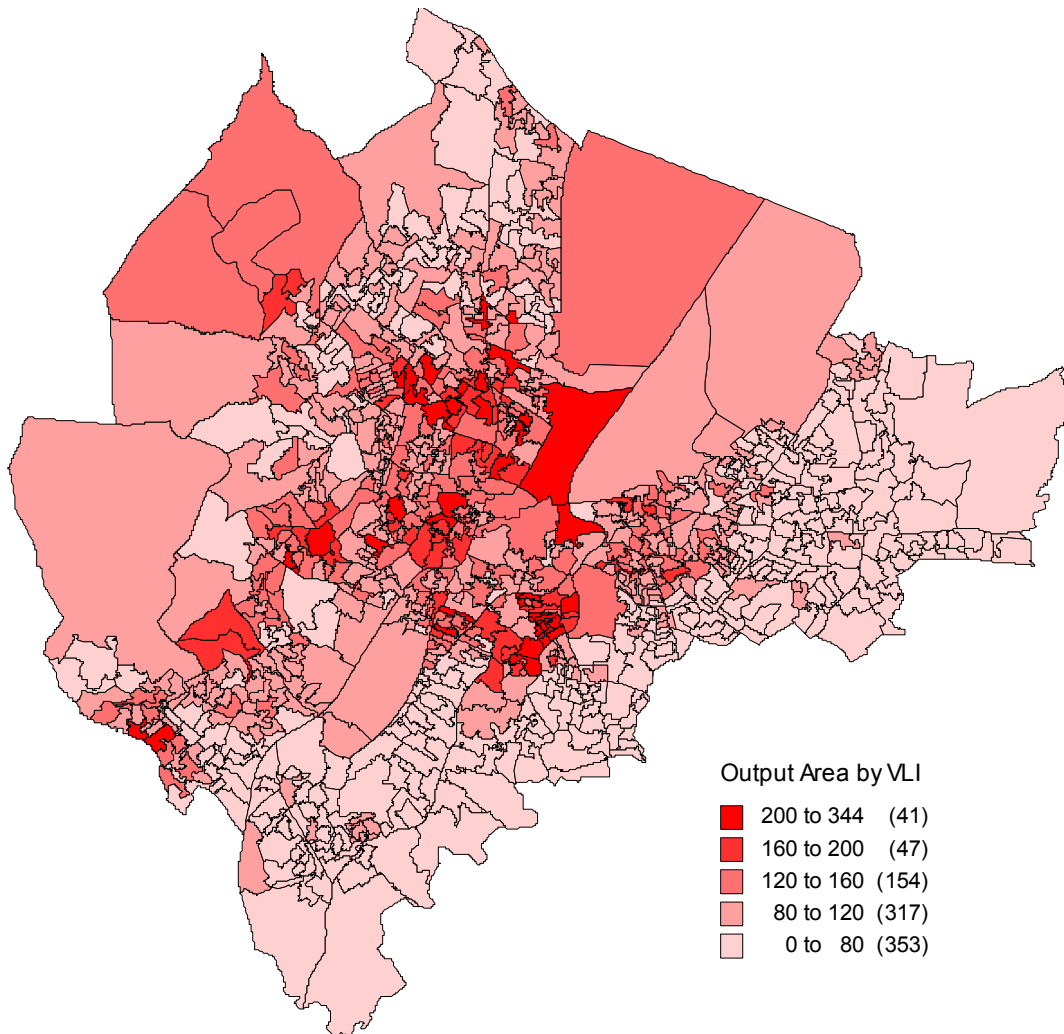 Output Area by VLI
200 to 344 (41)
160 to 200 (47)
120 to 160 (154)
80 to 120 (317)
0 to 80 (353)